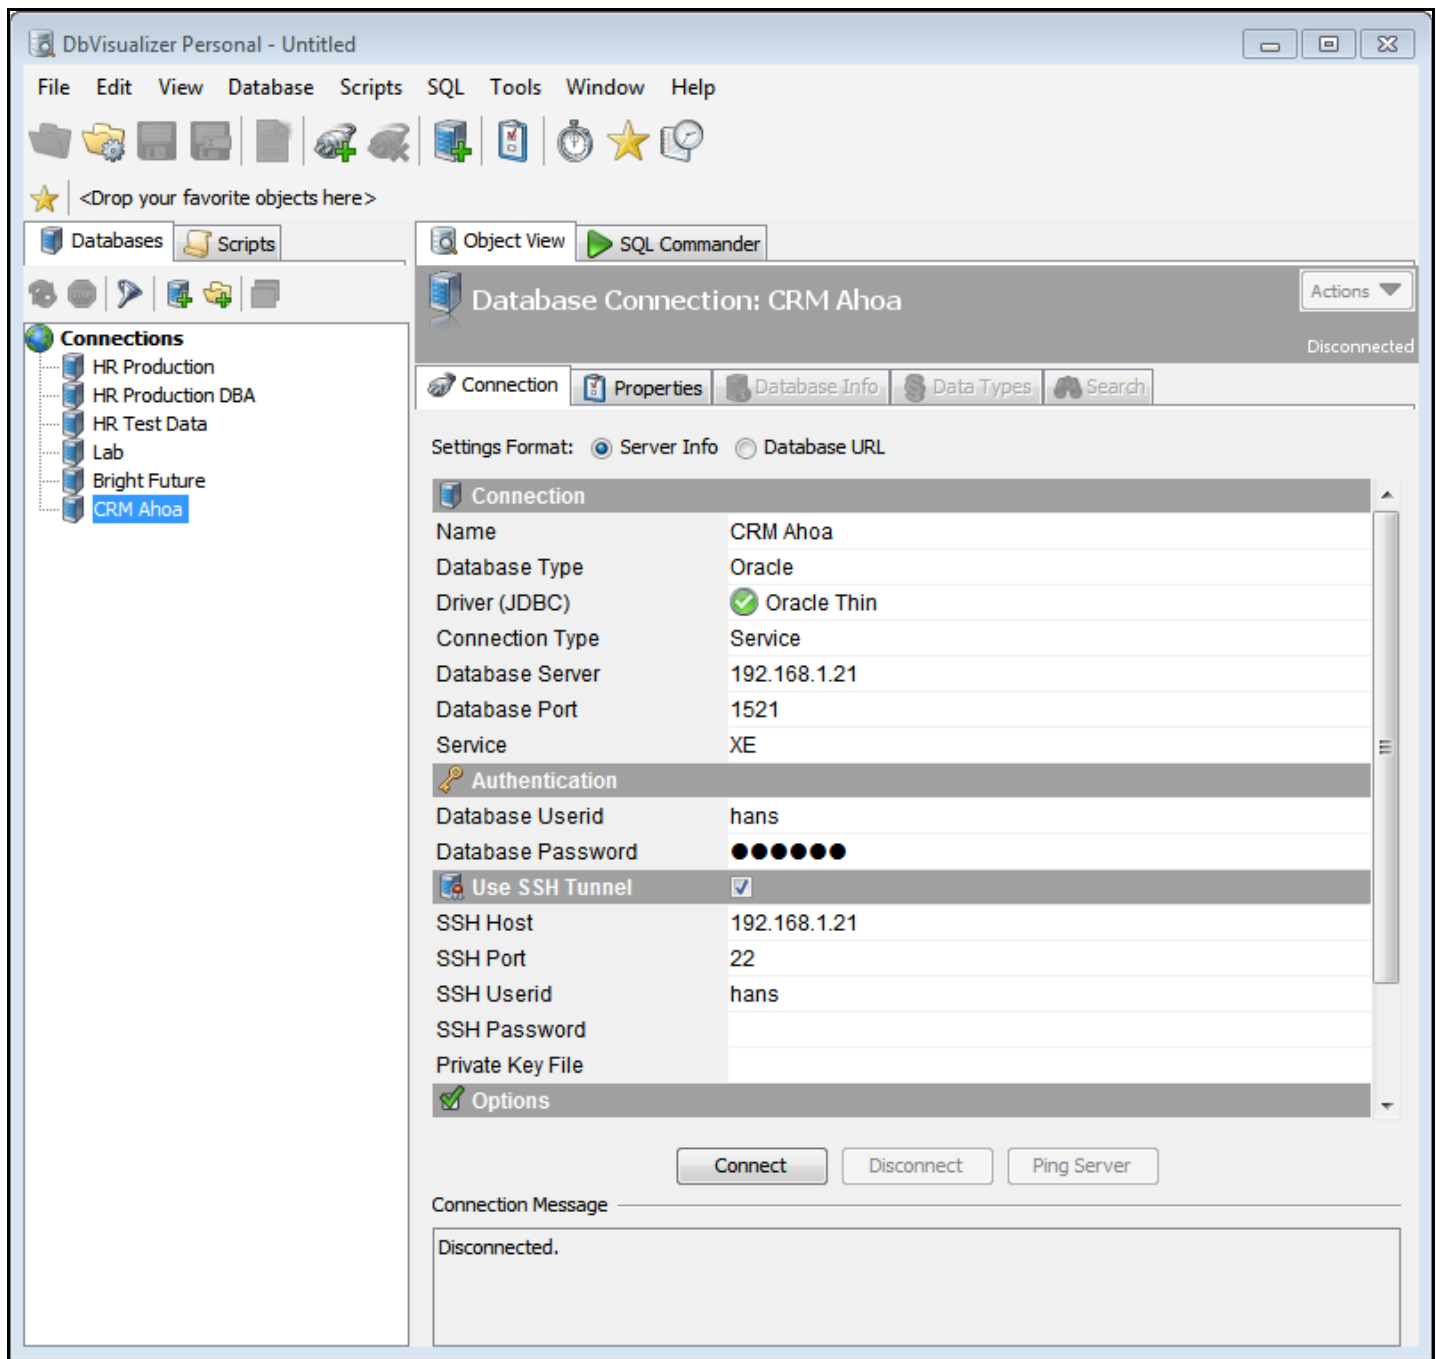 DbVisualizer Personal - Untitled
File Edit View Database Scripts SQL Tools Window Help
<Drop your favorite objects here>
Databases Scripts
Object View SQL Commander
Database Connection: CRM Ahoa
Actions
Disconnected
Connections
HR Production
HR Production DBA
HR Test Data
Lab
Bright Future
CRM Ahoa
Connection Properties Database Info Data Types Search
Settings Format: Server Info Database URL
Connection
Name CRM Ahoa
Database Type Oracle
Driver (JDBC) Oracle Thin
Connection Type Service
Database Server 192.168.1.21
Database Port 1521
Service XE
Authentication
Database Userid hans
Database Password ●●●●●●
Use SSH Tunnel
SSH Host 192.168.1.21
SSH Port 22
SSH Userid hans
SSH Password
Private Key File
Options
Connect Disconnect Ping Server
Connection Message
Disconnected.